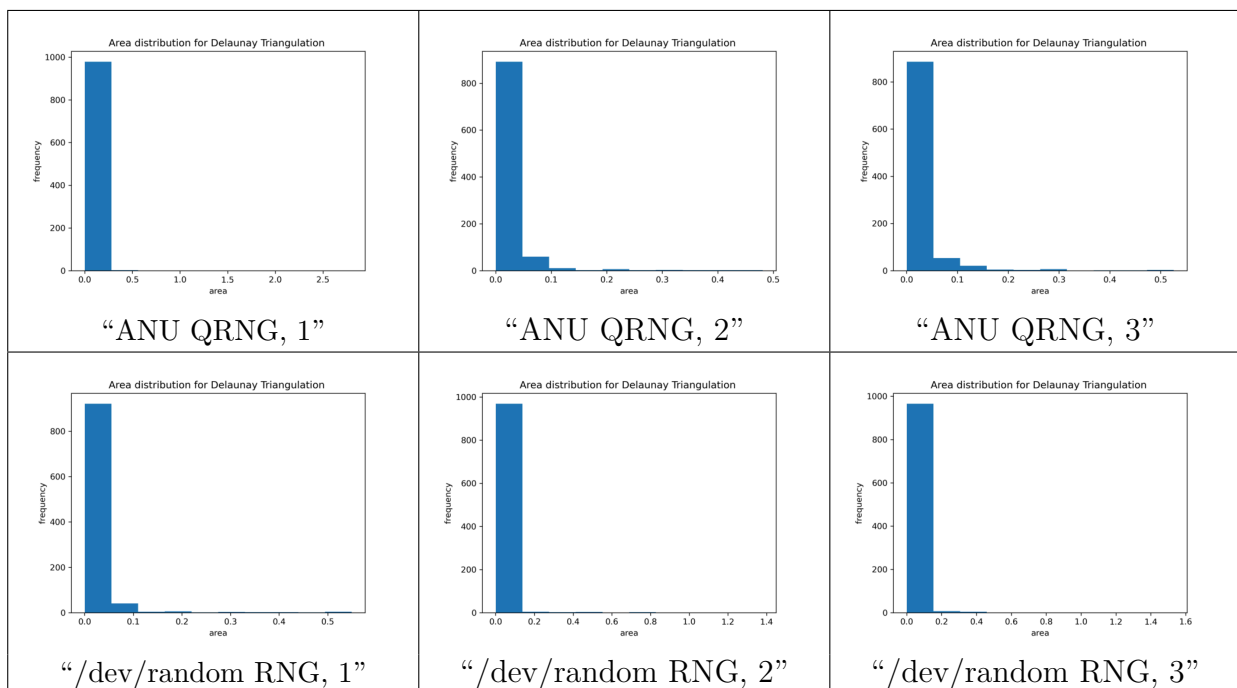 Area distribution for Delaunay Triangulation
1000
800
600
400
200
0
frequency
0.0 0.5 1.0 1.5 2.0 2.5
area
“ANU QRNG, 1”
Area distribution for Delaunay Triangulation
800
600
400
200
0
frequency
0.0 0.1 0.2 0.3 0.4 0.5
area
“ANU QRNG, 2”
Area distribution for Delaunay Triangulation
800
600
400
200
0
frequency
0.0 0.1 0.2 0.3 0.4 0.5
area
“ANU QRNG, 3”
Area distribution for Delaunay Triangulation
800
600
400
200
0
frequency
0.0 0.1 0.2 0.3 0.4 0.5
area
“/dev/random RNG, 1”
Area distribution for Delaunay Triangulation
1000
800
600
400
200
0
frequency
0.0 0.2 0.4 0.6 0.8 1.0 1.2 1.4
area
“/dev/random RNG, 2”
Area distribution for Delaunay Triangulation
1000
800
600
400
200
0
frequency
0.0 0.2 0.4 0.6 0.8 1.0 1.2 1.4 1.6
area
“/dev/random RNG, 3”